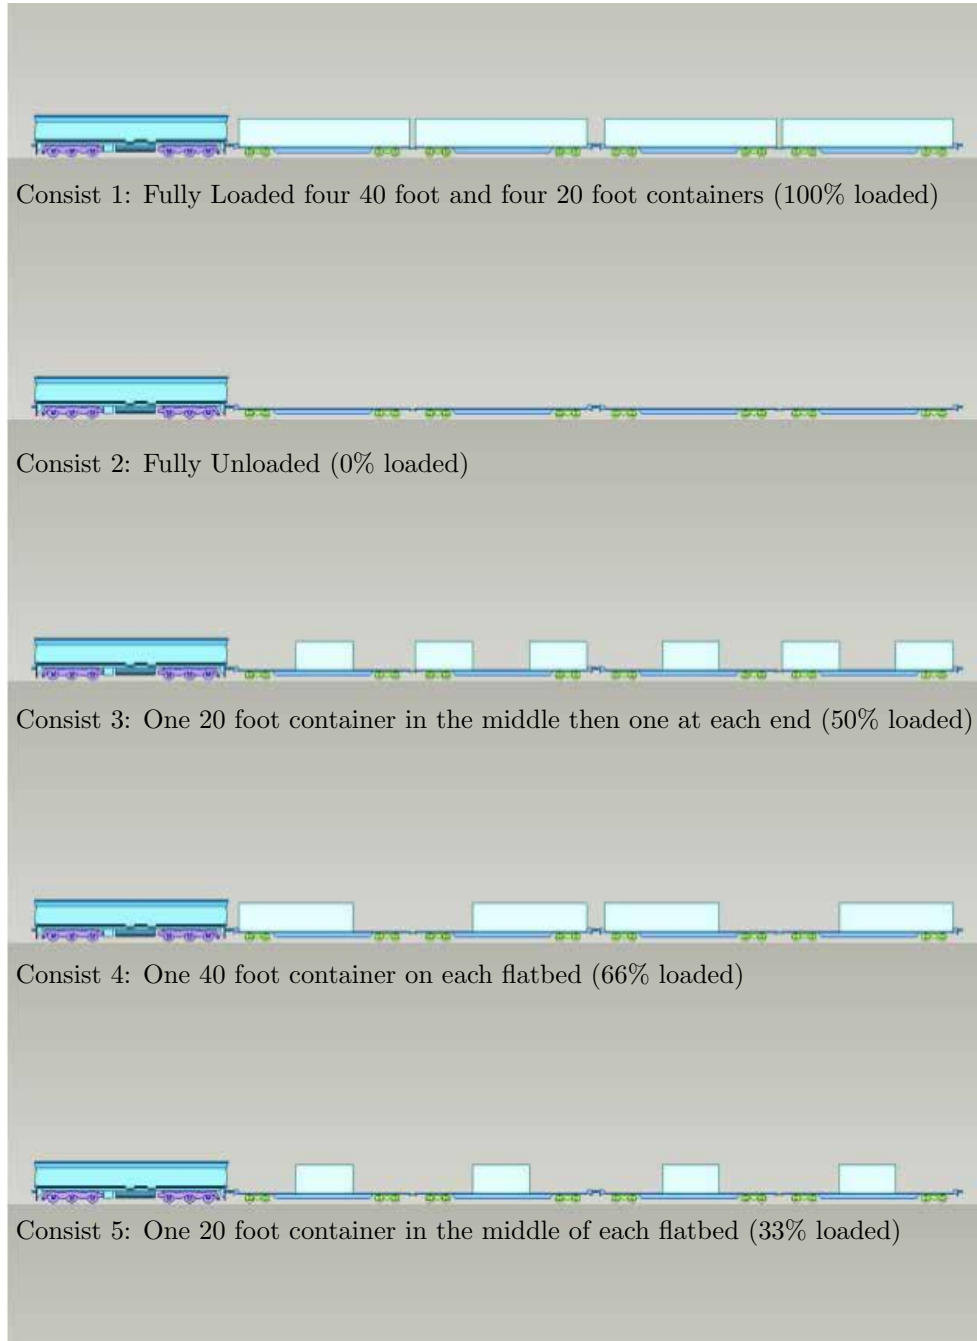 Consist 1: Fully Loaded four 40 foot and four 20 foot containers (100% loaded)
Consist 2: Fully Unloaded (0% loaded)
Consist 3: One 20 foot container in the middle then one at each end (50% loaded)
Consist 4: One 40 foot container on each flatbed (66% loaded)
Consist 5: One 20 foot container in the middle of each flatbed (33% loaded)